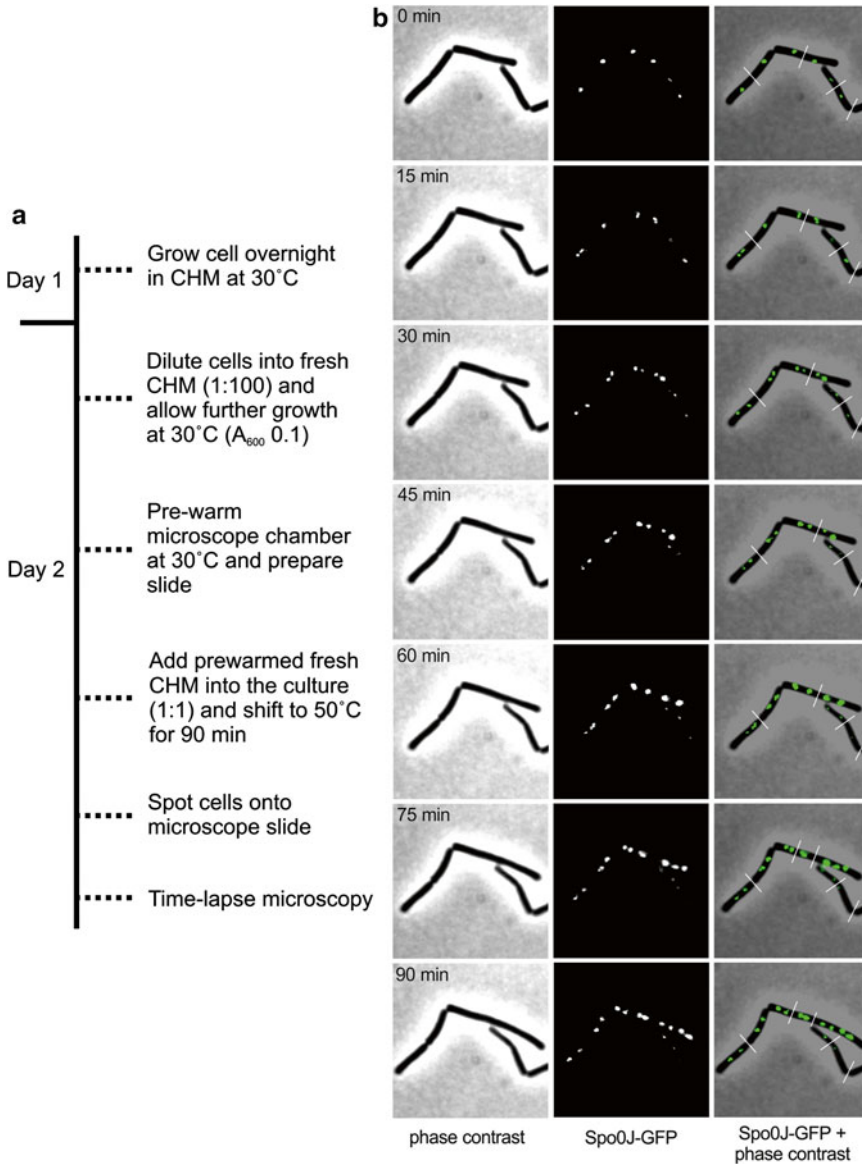 a
Day 1
Grow cell overnight
in CHM at 30˚C
Day 2
Dilute cells into fresh
CHM (1:100) and
allow further growth
at 30˚C (A600 0.1)
Pre-warm
microscope chamber
at 30˚C and prepare
slide
Add prewarmed fresh
CHM into the culture
(1:1) and shift to 50˚C
for 90 min
Spot cells onto
microscope slide
Time-lapse microscopy
b
0 min
15 min
30 min
45 min
60 min
75 min
90 min
phase contrast
Spo0J-GFP
Spo0J-GFP +
phase contrast